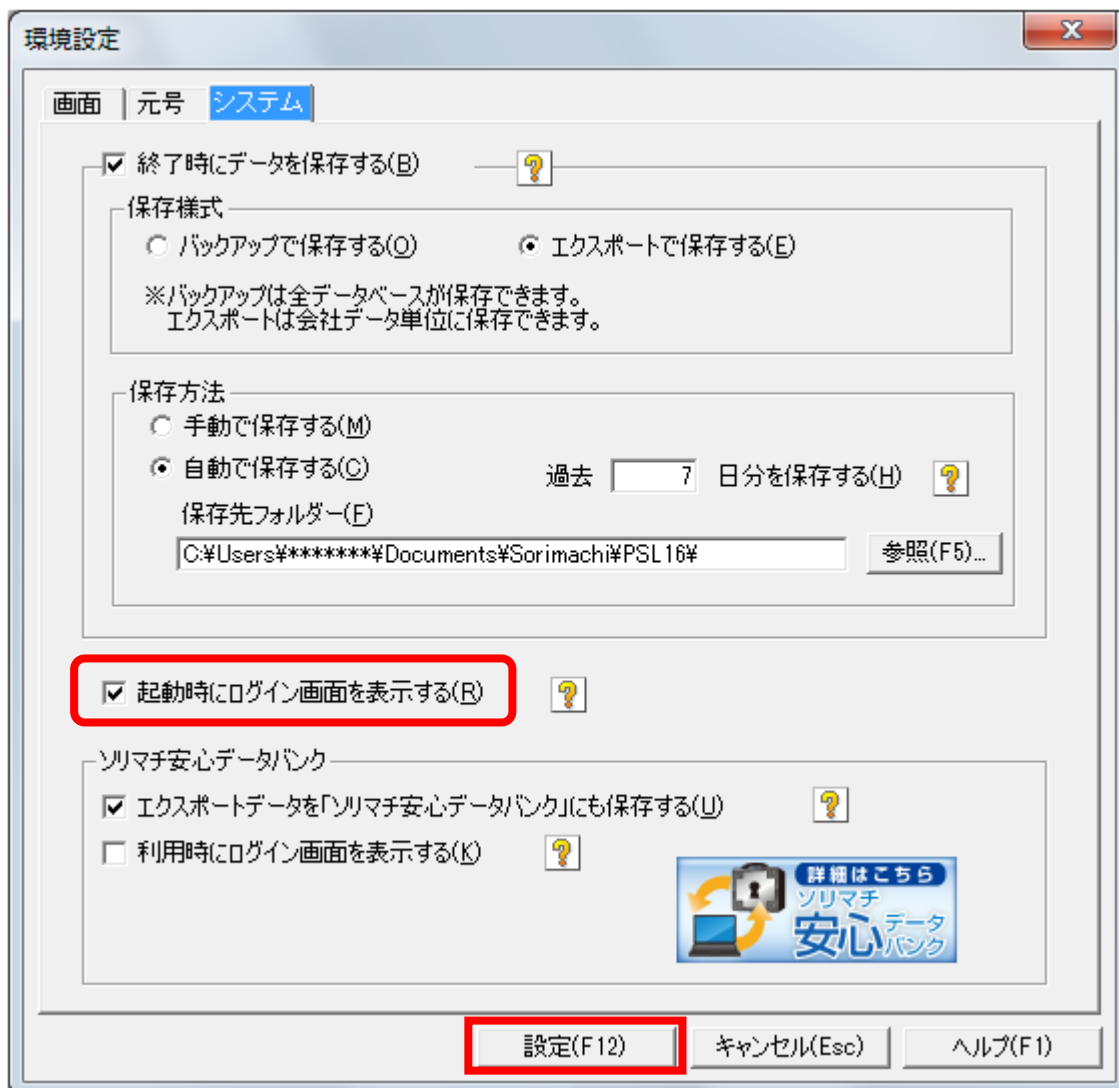 環境設定
X
画面 元号 システム
終了時にデータを保存する(B) ?
保存様式
バックアップで保存する(O) エクスポートで保存する(E)
※バックアップは全データベースが保存できます。
エクスポートは会社データ単位に保存できます。
保存方法
手動で保存する(M)
自動で保存する(C) 過去 7 日分を保存する(H) ?
保存先フォルダー(F)
C:¥Users¥*******¥Documents¥Sorimachi¥PSL16¥ 参照(F5)...
起動時にログイン画面を表示する(R) ?
ソリマチ安心データバンク
エクスポートデータを「ソリマチ安心データバンク」にも保存する(U) ?
利用時にログイン画面を表示する(K) ?
詳細はこちら
ソリマチ
安心データバンク
設定(F12) キャンセル(Esc) ヘルプ(F1)